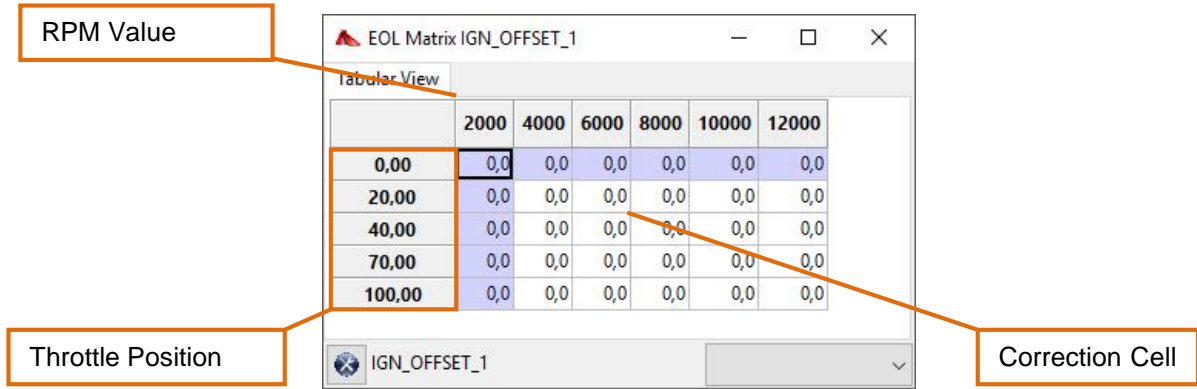 RPM Value
EOL Matrix IGN_OFFSET_1
Tabular View
2000 4000 6000 8000 10000 12000
0,00 0,0 0,0 0,0 0,0 0,0 0,0
20,00 0,0 0,0 0,0 0,0 0,0 0,0
40,00 0,0 0,0 0,0 0,0 0,0 0,0
70,00 0,0 0,0 0,0 0,0 0,0 0,0
100,00 0,0 0,0 0,0 0,0 0,0 0,0
Throttle Position
IGN_OFFSET_1
Correction Cell